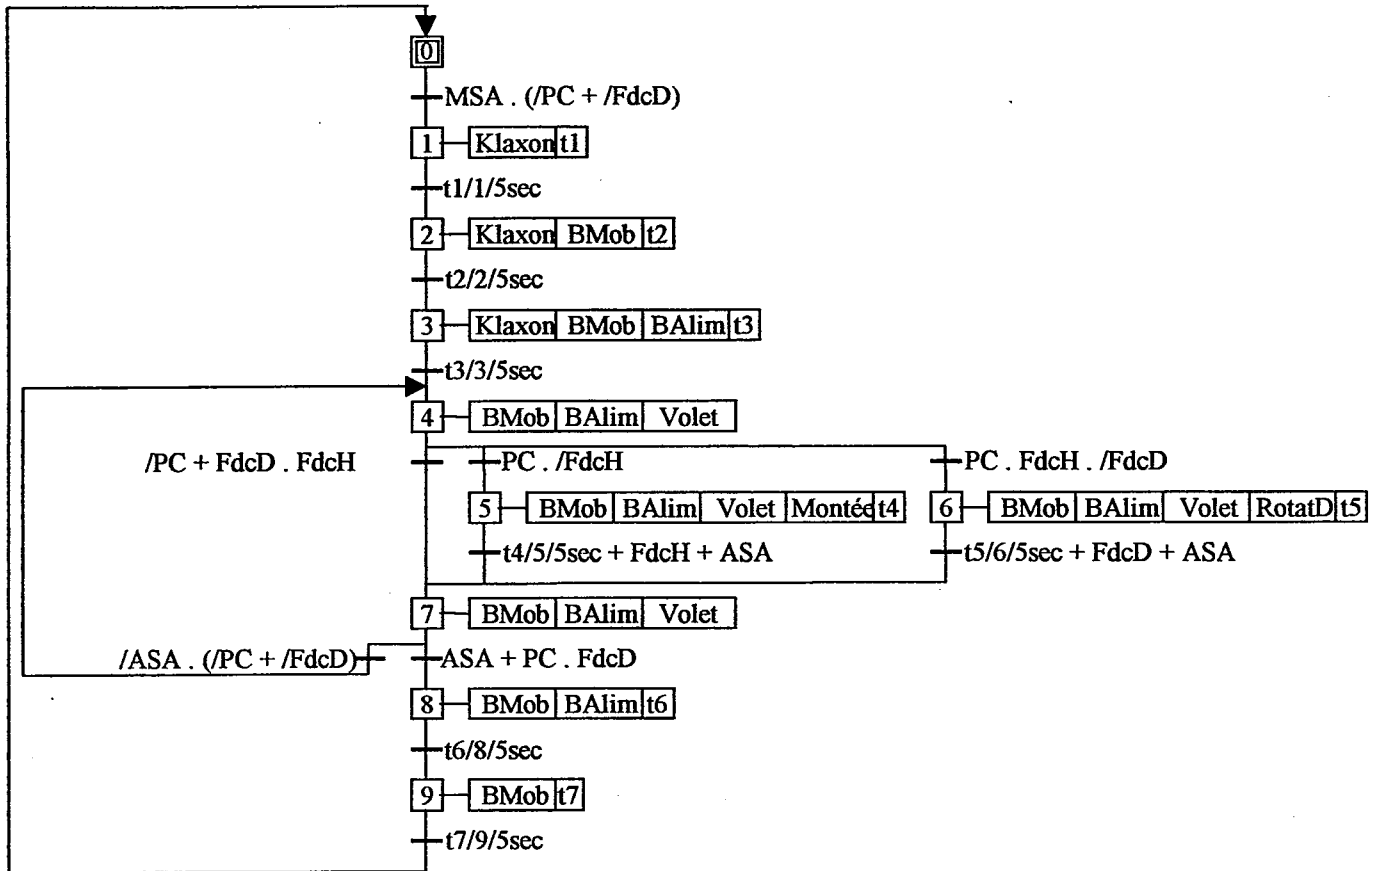 0
MSA . (/PC + /FdcD)
1 Klaxon t1
t1/1/5sec
2 Klaxon BMob t2
t2/2/5sec
3 Klaxon BMob BAlim t3
t3/3/5sec
4 BMob BAlim Volet
/PC + FdcD . FdcH PC . /FdcH PC . FdcH . /FdcD
5 BMob BAlim Volet Montée t4 6 BMob BAlim Volet RotatD t5
t4/5/5sec + FdcH + ASA t5/6/5sec + FdcD + ASA
7 BMob BAlim Volet
/ASA . (/PC + /FdcD) ASA + PC . FdcD
8 BMob BAlim t6
t6/8/5sec
9 BMob t7
t7/9/5sec